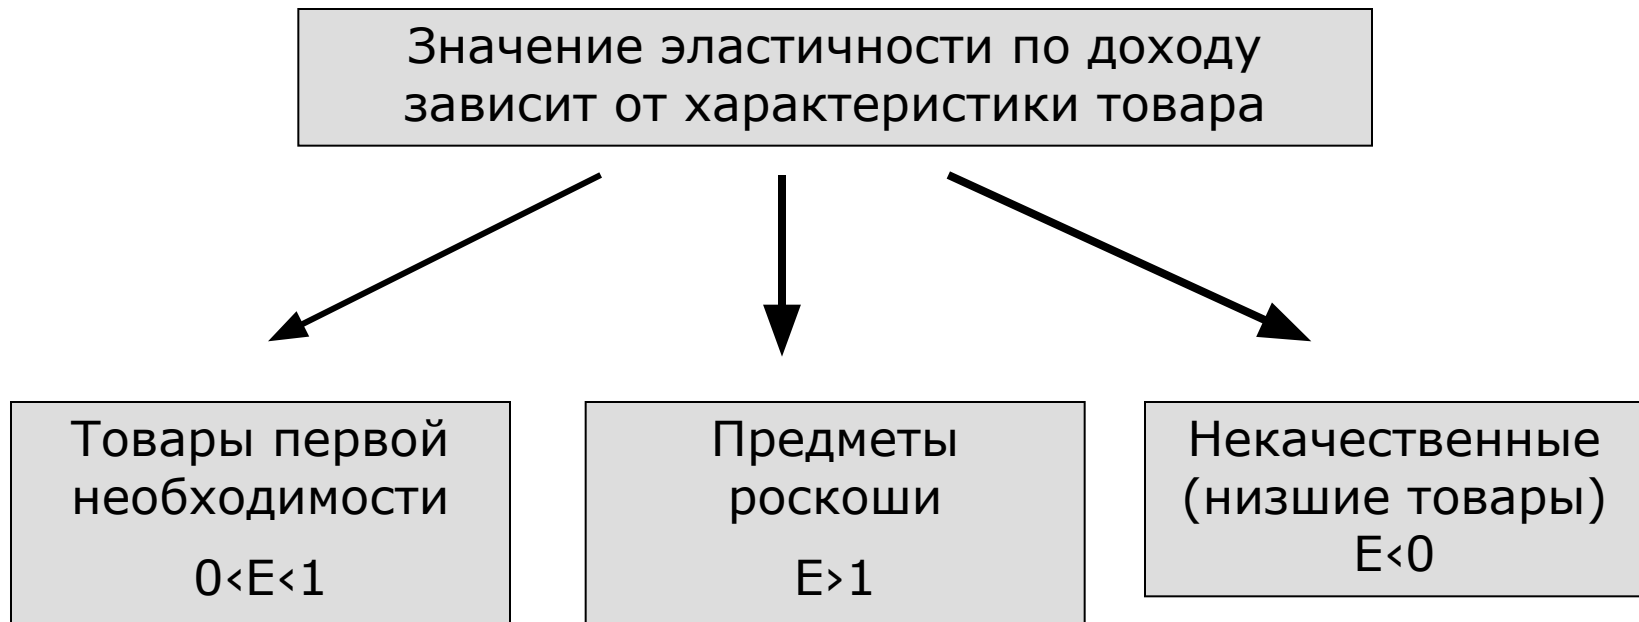 Значение эластичности по доходу
зависит от характеристики товара
Товары первой
необходимости
0‹Е‹1
Предметы
роскоши
Е›1
Некачественные
(низшие товары)
Е‹0